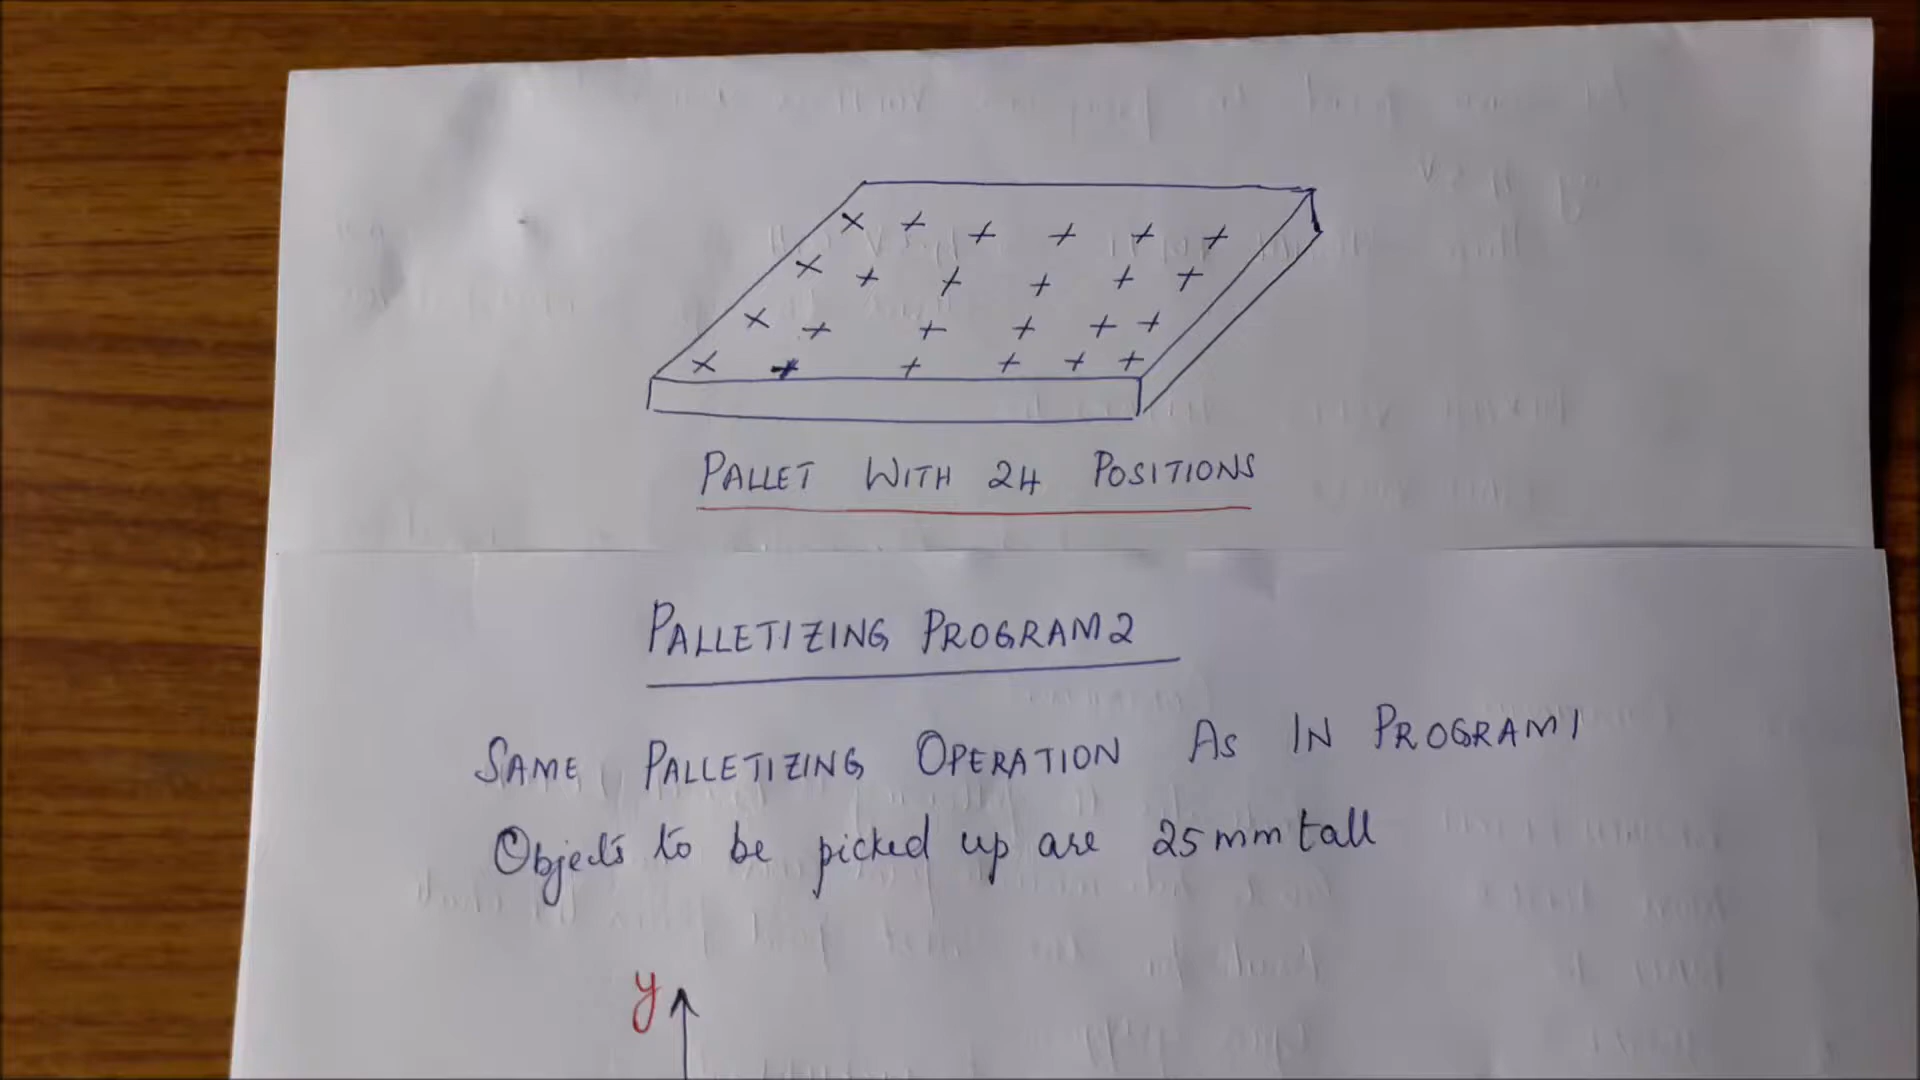 PALLET WITH 24 POSITIONS
PALLETIZING PROGRAM2
SAME PALLETIZING OPERATION AS IN PROGRAM1
Objects to be picked up are 25mm tall
y